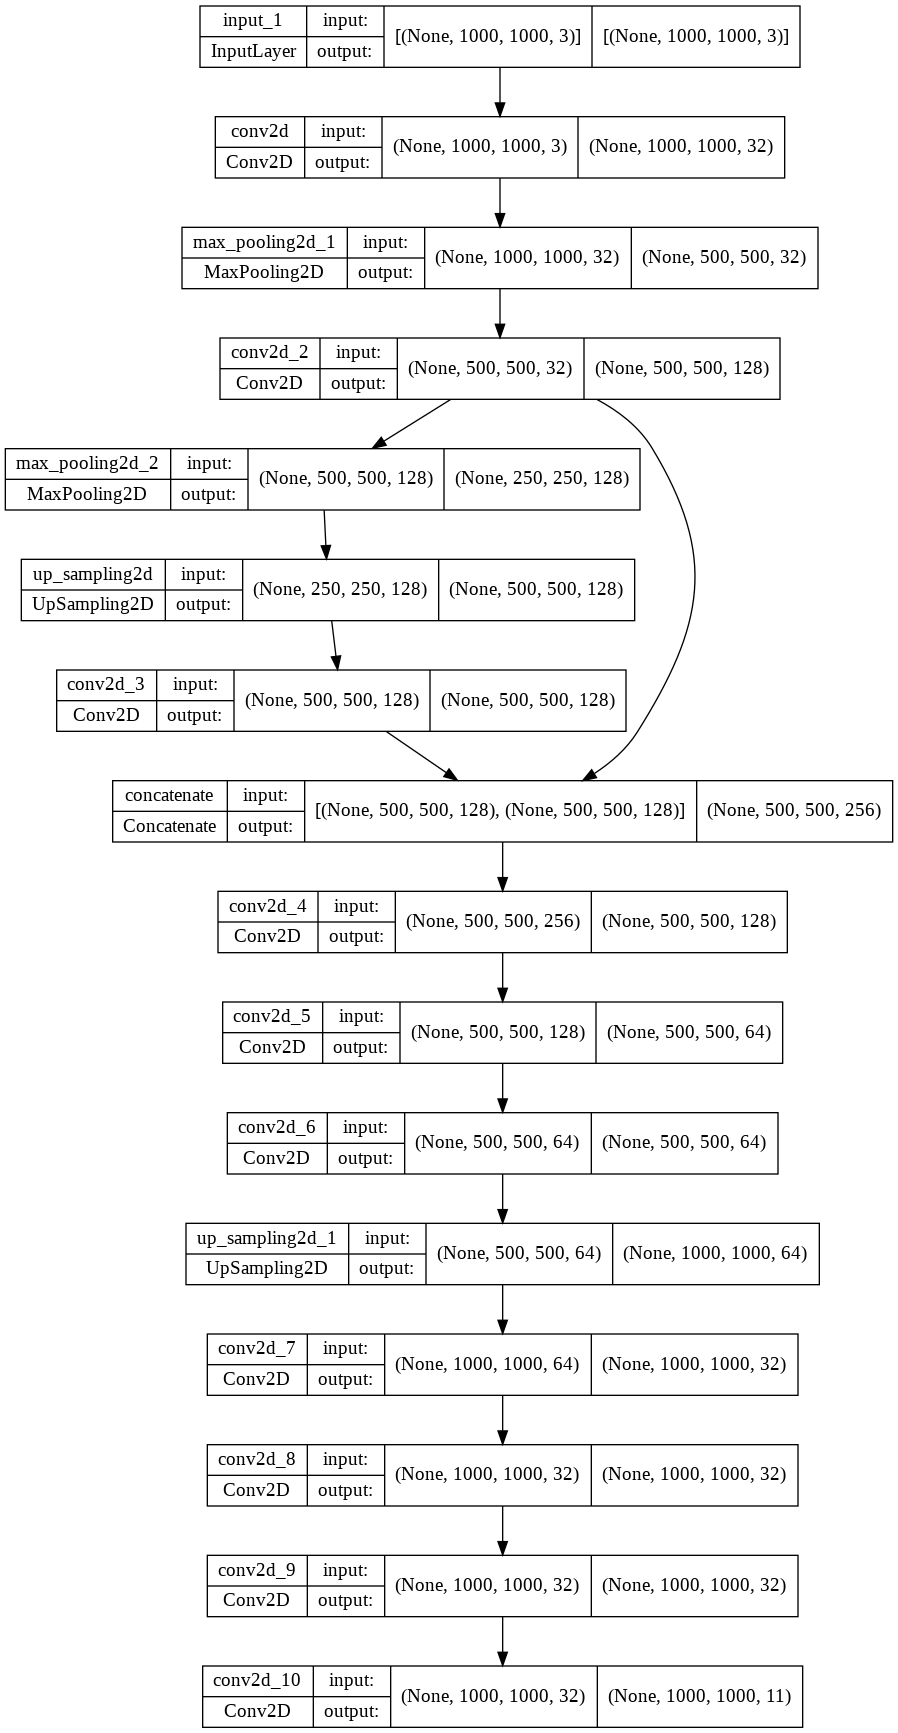 input_1 input: [(None, 1000, 1000, 3)] [(None, 1000, 1000, 3)]
InputLayer output:
conv2d input: (None, 1000, 1000, 3) (None, 1000, 1000, 32)
Conv2D output:
max_pooling2d_1 input: (None, 1000, 1000, 32) (None, 500, 500, 32)
MaxPooling2D output:
conv2d_2 input: (None, 500, 500, 32) (None, 500, 500, 128)
Conv2D output:
max_pooling2d_2 input: (None, 500, 500, 128) (None, 250, 250, 128)
MaxPooling2D output:
up_sampling2d input: (None, 250, 250, 128) (None, 500, 500, 128)
UpSampling2D output:
conv2d_3 input: (None, 500, 500, 128) (None, 500, 500, 128)
Conv2D output:
concatenate input: [(None, 500, 500, 128), (None, 500, 500, 128)] (None, 500, 500, 256)
Concatenate output:
conv2d_4 input: (None, 500, 500, 256) (None, 500, 500, 128)
Conv2D output:
conv2d_5 input: (None, 500, 500, 128) (None, 500, 500, 64)
Conv2D output:
conv2d_6 input: (None, 500, 500, 64) (None, 500, 500, 64)
Conv2D output:
up_sampling2d_1 input: (None, 500, 500, 64) (None, 1000, 1000, 64)
UpSampling2D output:
conv2d_7 input: (None, 1000, 1000, 64) (None, 1000, 1000, 32)
Conv2D output:
conv2d_8 input: (None, 1000, 1000, 32) (None, 1000, 1000, 32)
Conv2D output:
conv2d_9 input: (None, 1000, 1000, 32) (None, 1000, 1000, 32)
Conv2D output:
conv2d_10 input: (None, 1000, 1000, 32) (None, 1000, 1000, 11)
Conv2D output: